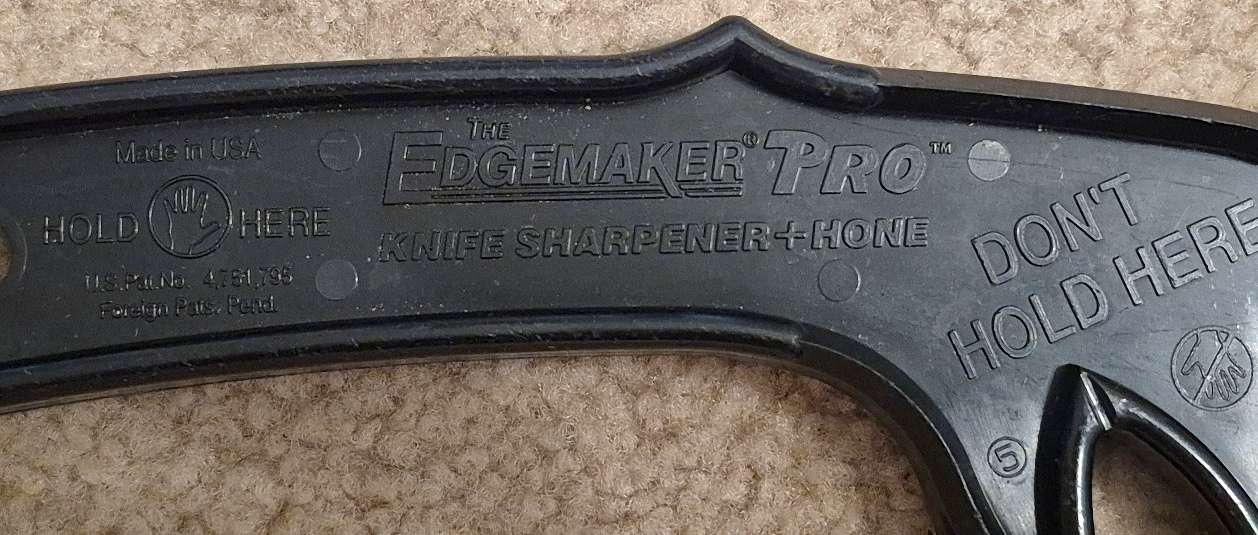 Made in USA
HOLD HERE
U.S. Pat. No. 4,751,795
Foreign Pats. Pend.
THE
EDGEMAKER® PRO™
KNIFE SHARPENER+HONE
DON'T
HOLD HERE
5